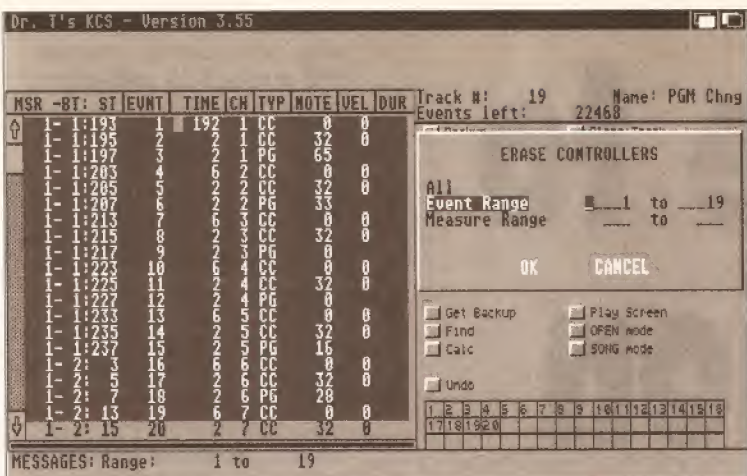 Dr. T's KCS - Version 3.55
MSR -BT: ST EVNT TIME CH TYP NOTE VEL DUR
1- 1:193 1 192 1 CC 0 0
1- 1:195 2 2 1 CC 32 0
1- 1:197 3 2 1 PG 65
1- 1:203 4 6 2 CC 0 0
1- 1:205 5 2 2 CC 32 0
1- 1:207 6 2 2 PG 33
1- 1:213 7 6 3 CC 0 0
1- 1:215 8 2 3 CC 32 0
1- 1:217 9 2 3 PG 0
1- 1:223 10 6 4 CC 0 0
1- 1:225 11 2 4 CC 32 0
1- 1:227 12 2 4 PG 0
1- 1:233 13 6 5 CC 0 0
1- 1:235 14 2 5 CC 32 0
1- 1:237 15 2 5 PG 16
1- 2: 3 16 6 6 CC 0 0
1- 2: 5 17 2 6 CC 32 0
1- 2: 7 18 2 6 PG 28
1- 2: 13 19 6 7 CC 0 0
1- 2: 15 20 2 7 CC 32 0
Track #: 19 Name: PGM Chng
Events left: 22468
ERASE CONTROLLERS
All
Event Range 1 to 19
Measure Range to
OK CANCEL
Get Backup Play Screen
Find OPEN mode
Calc SONG mode
Undo
1 2 3 4 5 6 7 8 9 10 11 12 13 14 15 16
17 18 19 20
MESSAGES: Range: 1 to 19